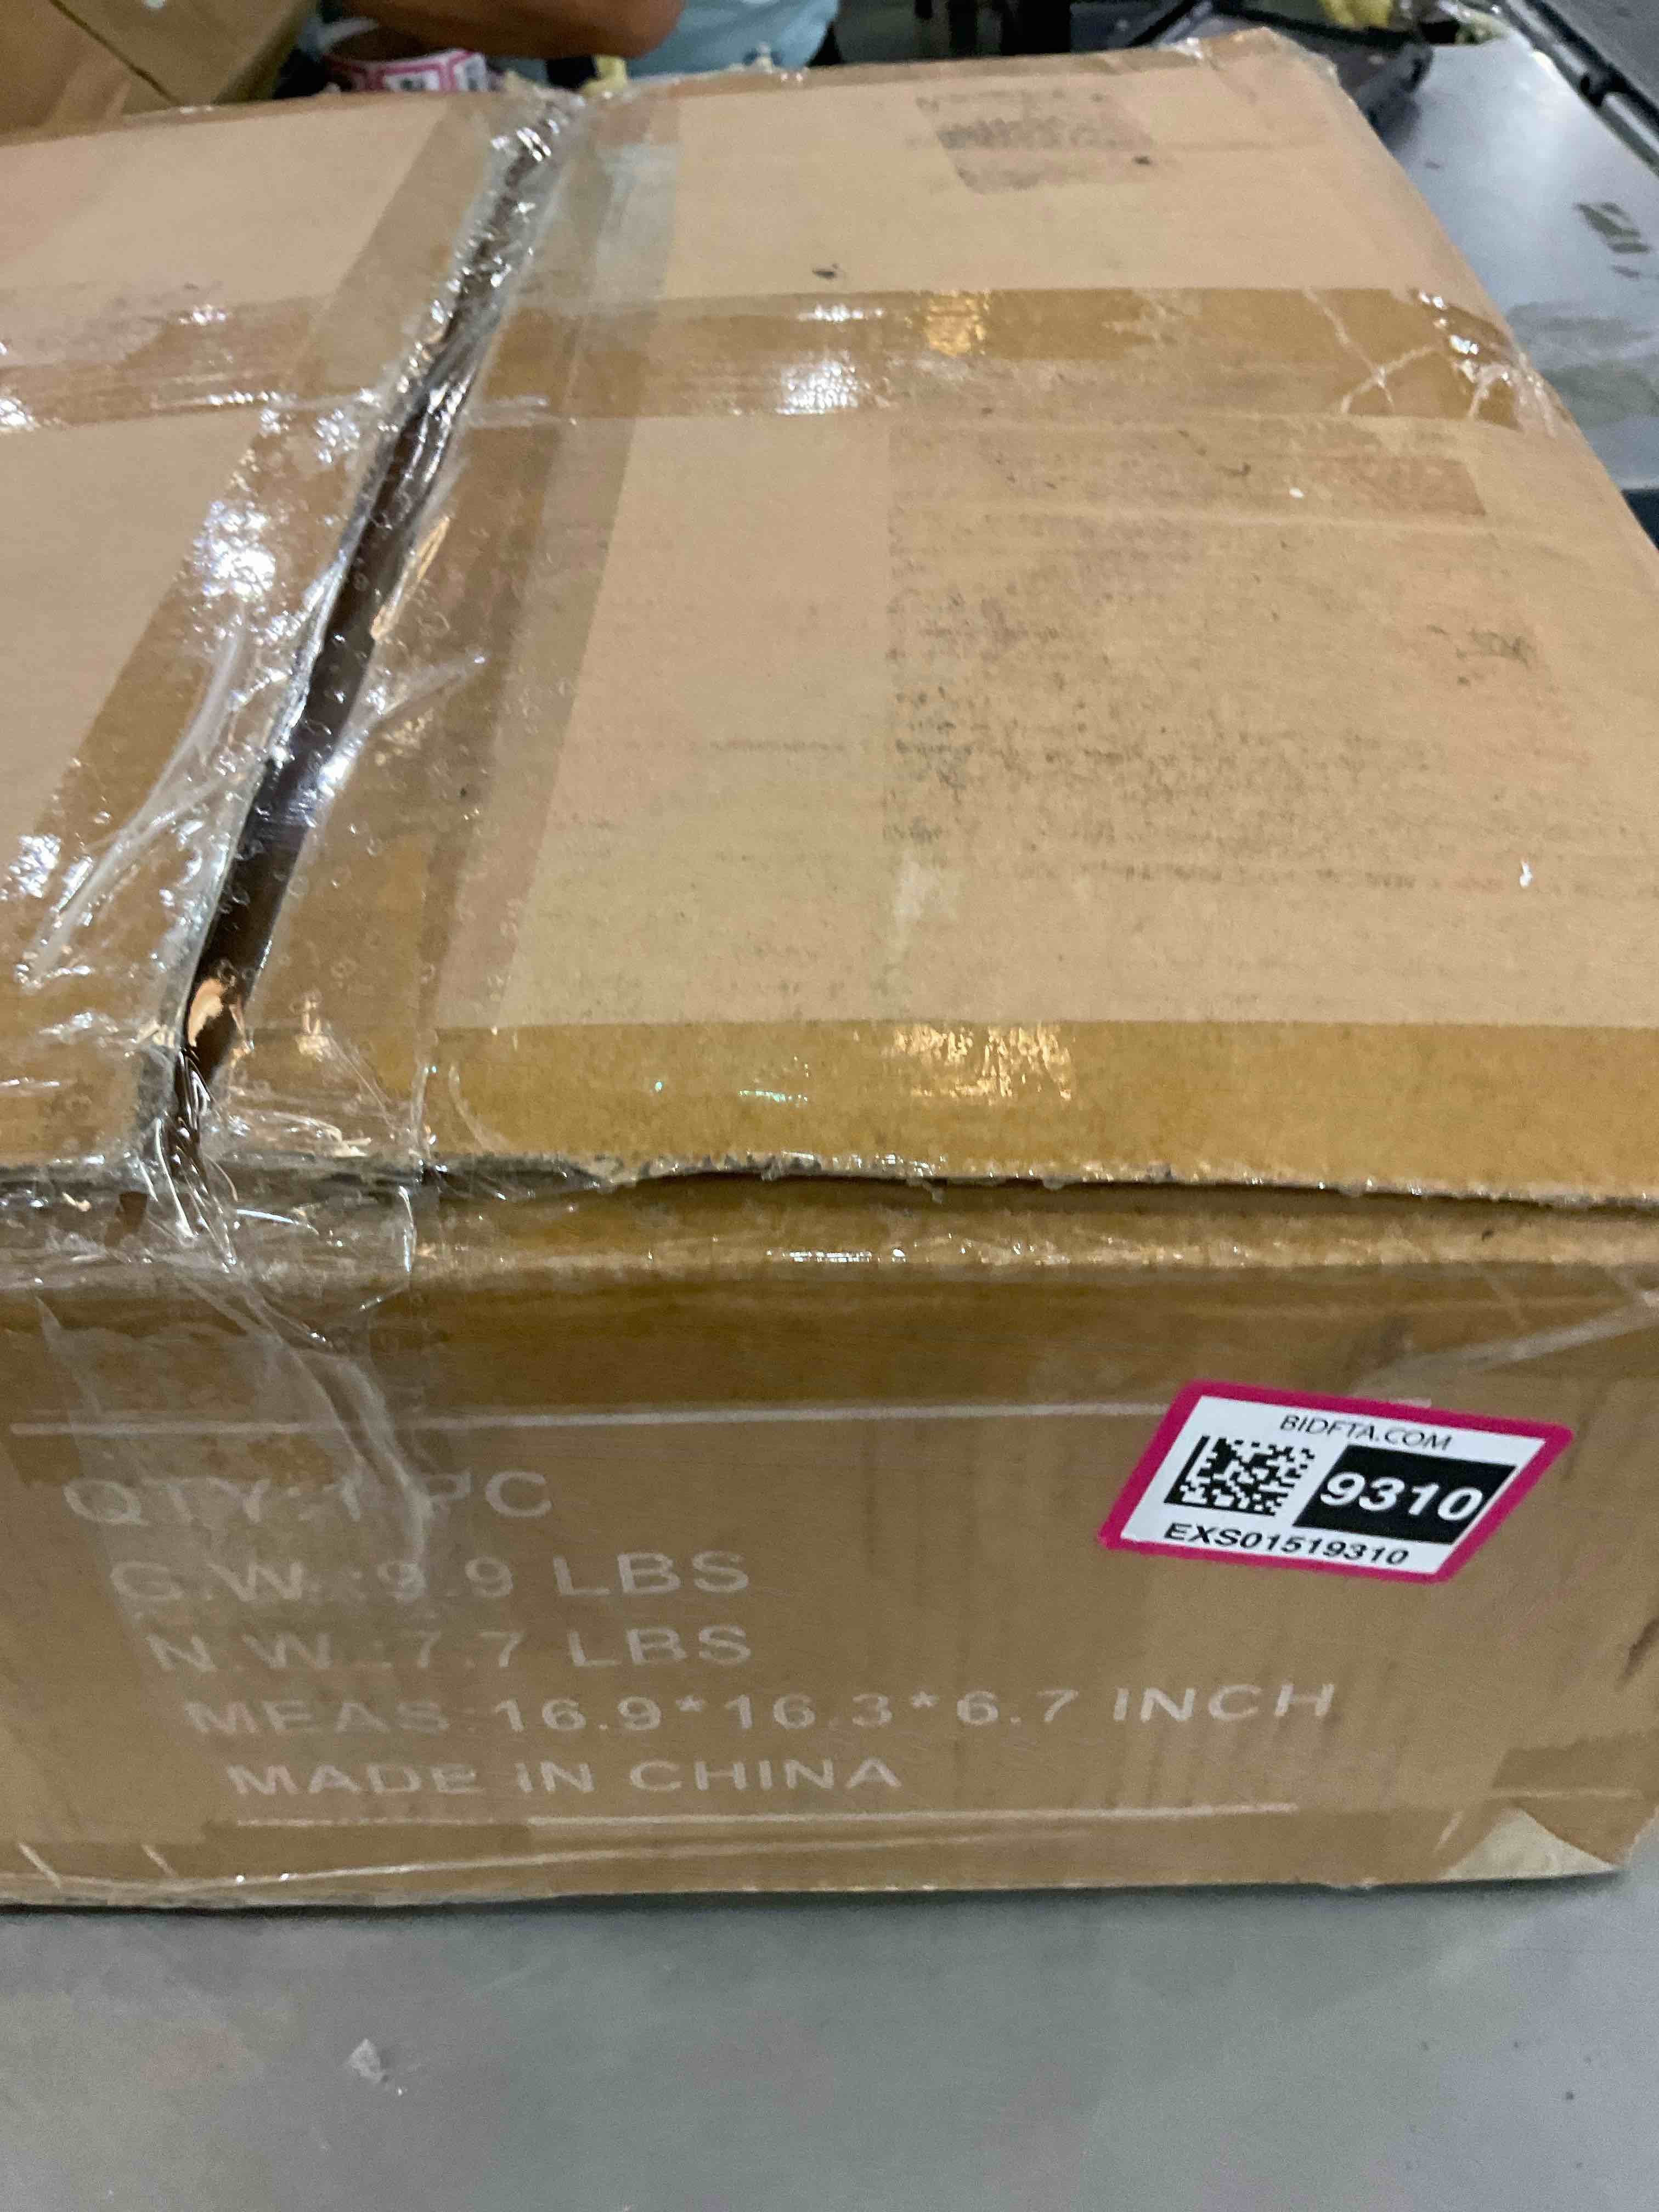 QTY:1 PC
G.W.:9.9 LBS
N.W.:7.7 LBS
MEAS:16.9*16.3*6.7 INCH
MADE IN CHINA
BIDFTA.COM
9310
EXS01519310